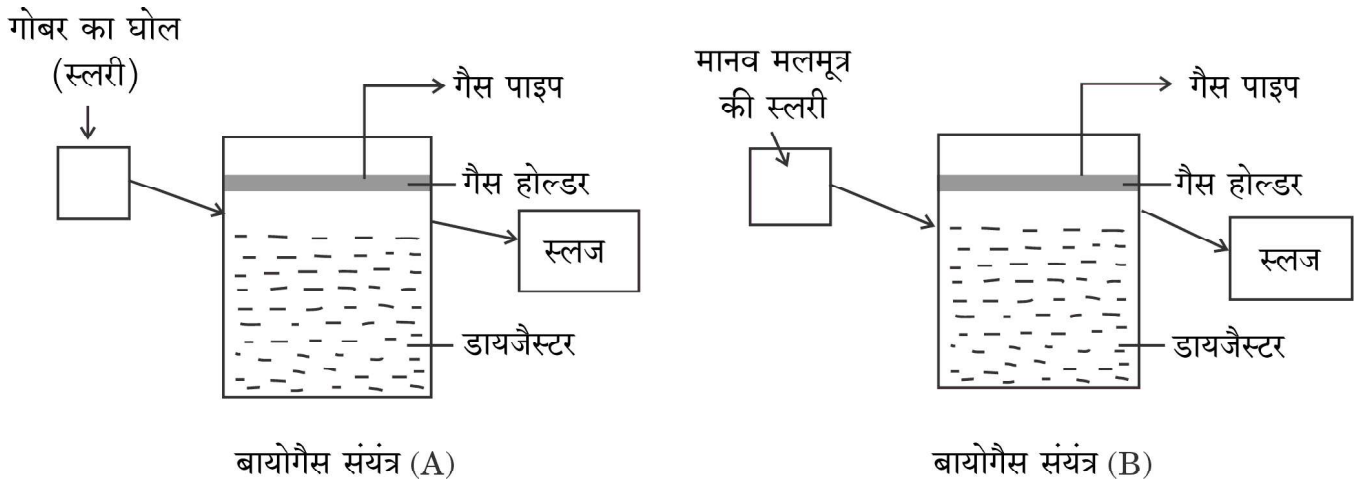 गोबर का घोल
(स्लरी)
गैस पाइप
गैस होल्डर
स्लज
डायजैस्टर
बायोगैस संयंत्र (A)
मानव मलमूत्र
की स्लरी
गैस पाइप
गैस होल्डर
स्लज
डायजैस्टर
बायोगैस संयंत्र (B)